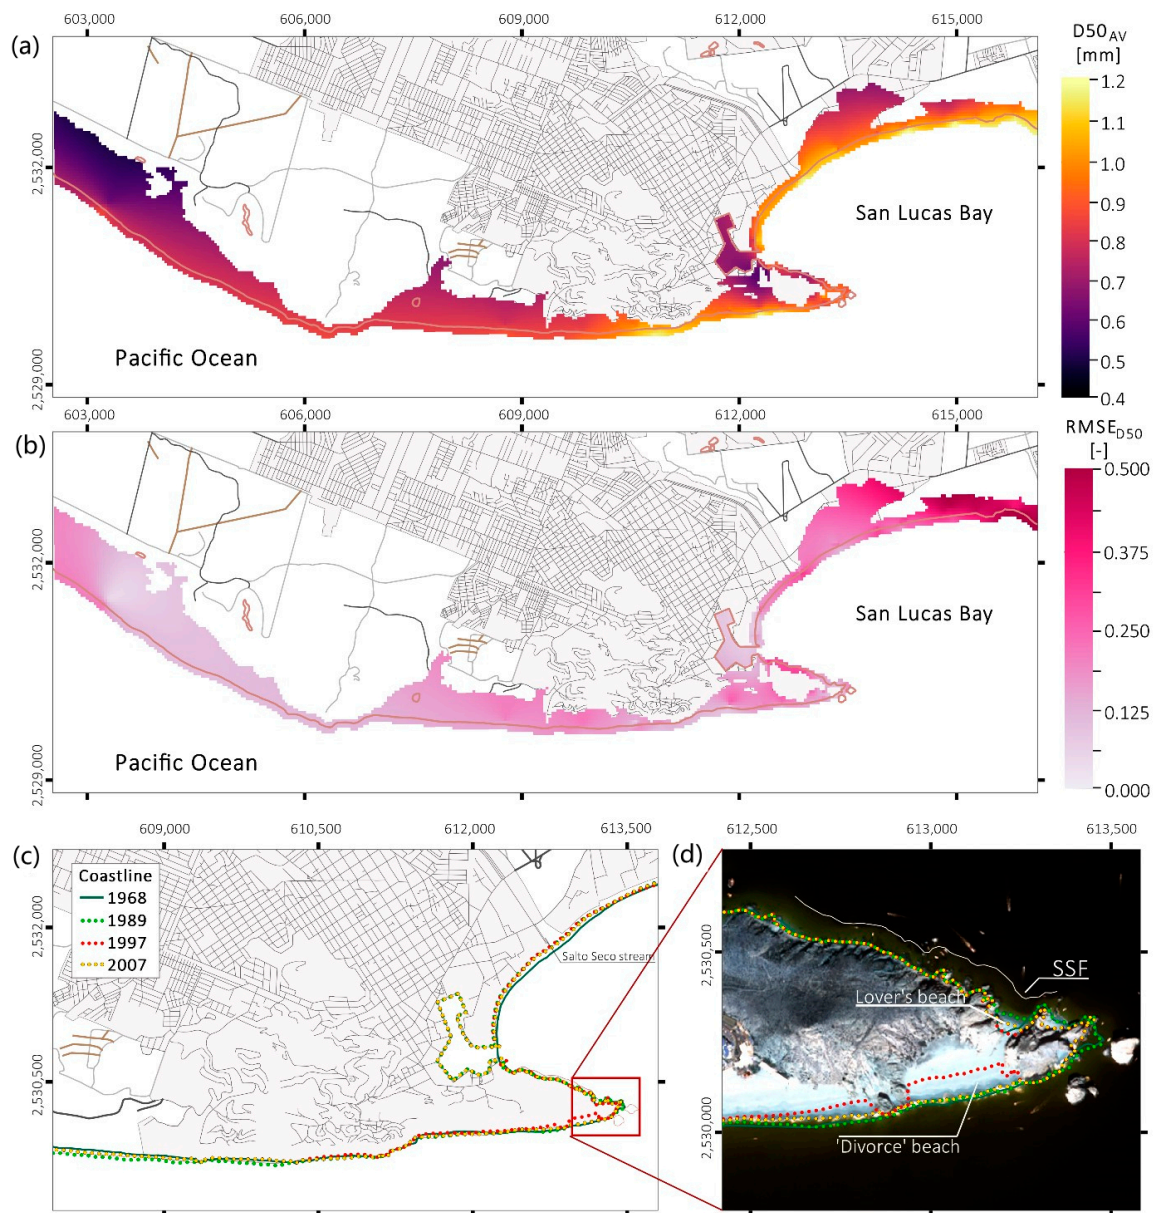 603,000 606,000 609,000 612,000 615,000
(a)
D50AV
[mm]
1.2
1.1
1.0
0.9
0.8
0.7
0.6
0.5
0.4
2,532,000
2,529,000
San Lucas Bay
Pacific Ocean
603,000 606,000 609,000 612,000 615,000
(b)
RMSED50
[-]
0.500
0.375
0.250
0.125
0.000
2,532,000
2,529,000
San Lucas Bay
Pacific Ocean
609,000 610,500 612,000 613,500
(c)
Coastline
1968
1989
1997
2007
2,532,000
2,530,500
Salto Seco stream
612,500 613,000 613,500
(d)
2,530,500
2,530,000
SSF
Lover's beach
'Divorce' beach